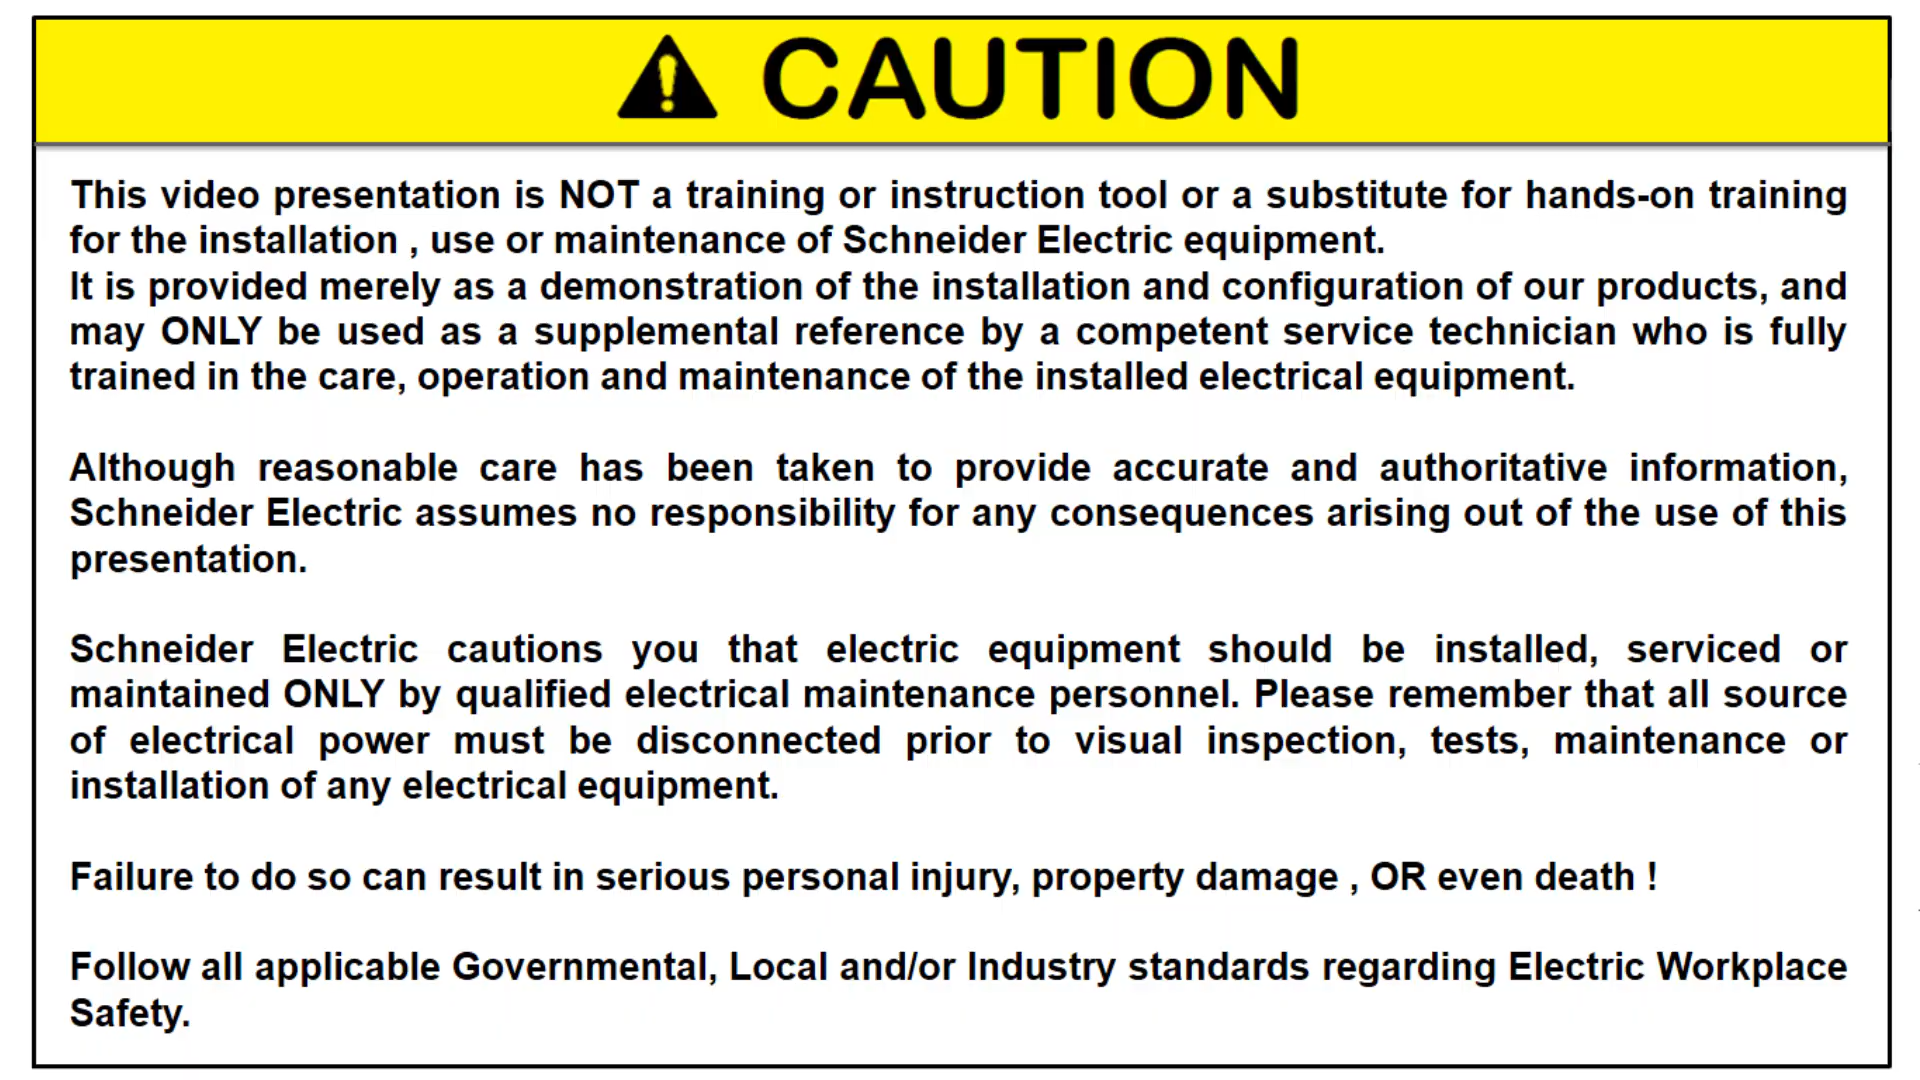 CAUTION
This video presentation is NOT a training or instruction tool or a substitute for hands-on training
for the installation , use or maintenance of Schneider Electric equipment.
It is provided merely as a demonstration of the installation and configuration of our products, and
may ONLY be used as a supplemental reference by a competent service technician who is fully
trained in the care, operation and maintenance of the installed electrical equipment.
Although reasonable care has been taken to provide accurate and authoritative information,
Schneider Electric assumes no responsibility for any consequences arising out of the use of this
presentation.
Schneider Electric cautions you that electric equipment should be installed, serviced or
maintained ONLY by qualified electrical maintenance personnel. Please remember that all source
of electrical power must be disconnected prior to visual inspection, tests, maintenance or
installation of any electrical equipment.
Failure to do so can result in serious personal injury, property damage , OR even death !
Follow all applicable Governmental, Local and/or Industry standards regarding Electric Workplace
Safety.